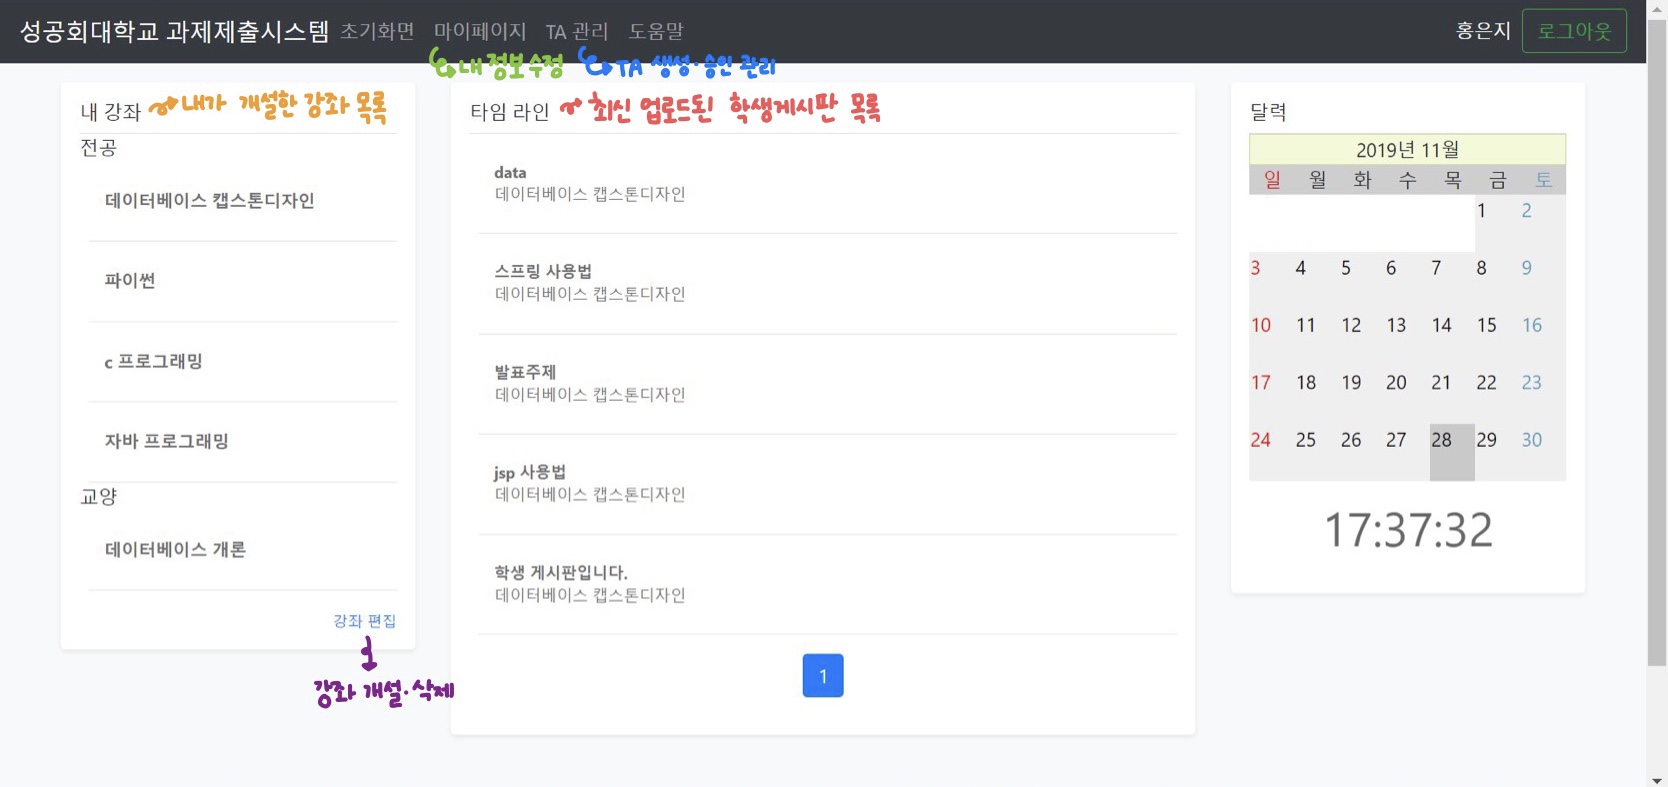 성공회대학교 과제제출시스템 초기화면 마이페이지 TA 관리 도움말 홍은지 로그아웃
내 정보수정 TA 생성·승인 관리
내 강좌 내가 개설한 강좌 목록
전공
데이터베이스 캡스톤디자인
파이썬
c 프로그래밍
자바 프로그래밍
교양
데이터베이스 개론
강좌 편집
강좌 개설·삭제
타임 라인 최신 업로드된 학생게시판 목록
data
데이터베이스 캡스톤디자인
스프링 사용법
데이터베이스 캡스톤디자인
발표주제
데이터베이스 캡스톤디자인
jsp 사용법
데이터베이스 캡스톤디자인
학생 게시판입니다.
데이터베이스 캡스톤디자인
1
달력
2019년 11월
일 월 화 수 목 금 토
1 2
3 4 5 6 7 8 9
10 11 12 13 14 15 16
17 18 19 20 21 22 23
24 25 26 27 28 29 30
17:37:32